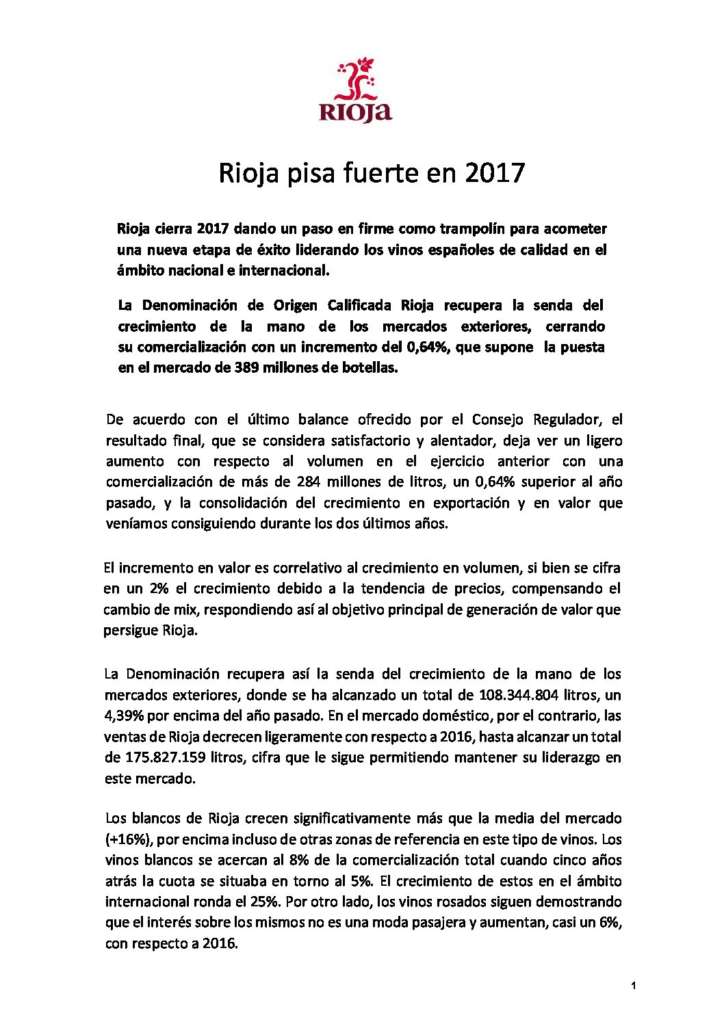 RIOJa
Rioja pisa fuerte en 2017
Rioja cierra 2017 dando un paso en firme como trampolín para acometer
una nueva etapa de éxito liderando los vinos españoles de calidad en el
ámbito nacional e internacional.
La Denominación de Origen Calificada Rioja recupera la senda del
crecimiento de la mano de los mercados exteriores, cerrando
su comercialización con un incremento del 0,64%, que supone la puesta
en el mercado de 389 millones de botellas.
De acuerdo con el último balance ofrecido por el Consejo Regulador, el
resultado final, que se considera satisfactorio y alentador, deja ver un ligero
aumento con respecto al volumen en el ejercicio anterior con una
comercialización de más de 284 millones de litros, un 0,64% superior al año
pasado, y la consolidación del crecimiento en exportación y en valor que
veníamos consiguiendo durante los dos últimos años.
El incremento en valor es correlativo al crecimiento en volumen, si bien se cifra
en un 2% el crecimiento debido a la tendencia de precios, compensando el
cambio de mix, respondiendo así al objetivo principal de generación de valor que
persigue Rioja.
La Denominación recupera así la senda del crecimiento de la mano de los
mercados exteriores, donde se ha alcanzado un total de 108.344.804 litros, un
4,39% por encima del año pasado. En el mercado doméstico, por el contrario, las
ventas de Rioja decrecen ligeramente con respecto a 2016, hasta alcanzar un total
de 175.827.159 litros, cifra que le sigue permitiendo mantener su liderazgo en
este mercado.
Los blancos de Rioja crecen significativamente más que la media del mercado
(+16%), por encima incluso de otras zonas de referencia en este tipo de vinos. Los
vinos blancos se acercan al 8% de la comercialización total cuando cinco años
atrás la cuota se situaba en torno al 5%. El crecimiento de estos en el ámbito
internacional ronda el 25%. Por otro lado, los vinos rosados siguen demostrando
que el interés sobre los mismos no es una moda pasajera y aumentan, casi un 6%,
con respecto a 2016.
1